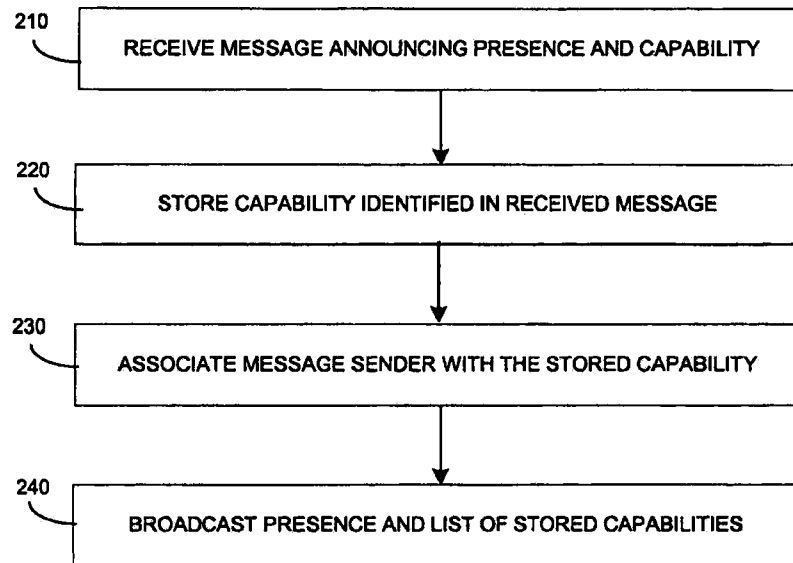 210
RECEIVE MESSAGE ANNOUNCING PRESENCE AND CAPABILITY
220
STORE CAPABILITY IDENTIFIED IN RECEIVED MESSAGE
230
ASSOCIATE MESSAGE SENDER WITH THE STORED CAPABILITY
240
BROADCAST PRESENCE AND LIST OF STORED CAPABILITIES